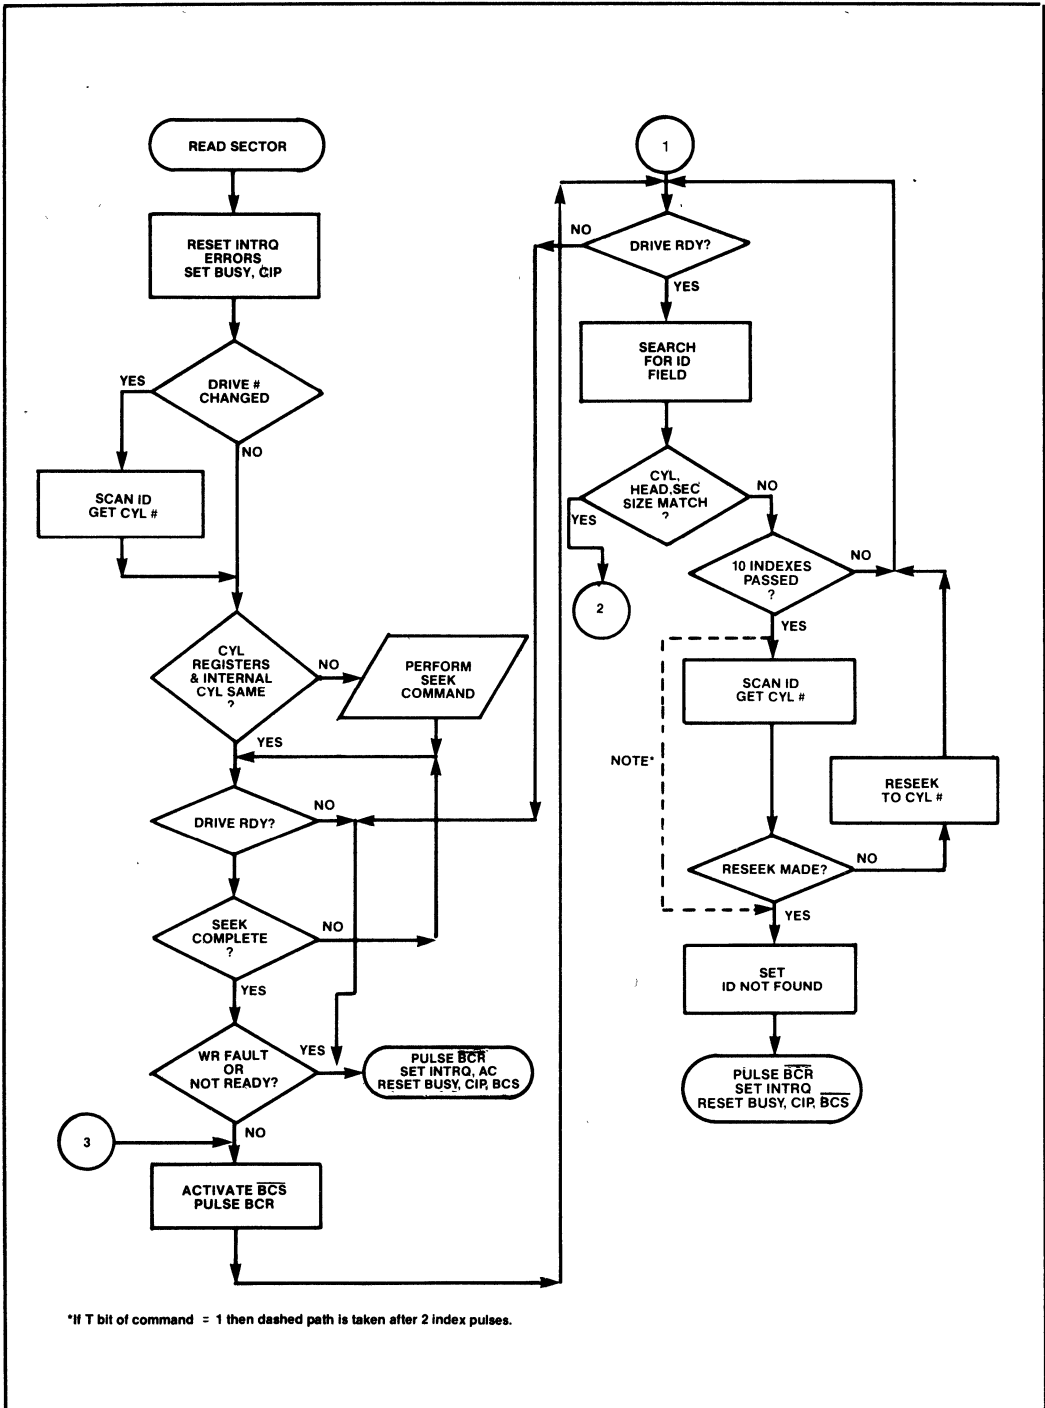 READ SECTOR
RESET INTRQ
ERRORS
SET BUSY, CIP
DRIVE #
CHANGED
YES
NO
SCAN ID
GET CYL #
CYL
REGISTERS
& INTERNAL
CYL SAME
?
NO
YES
PERFORM
SEEK
COMMAND
DRIVE RDY?
NO
SEEK
COMPLETE
?
NO
YES
WR FAULT
OR
NOT READY?
YES
NO
PULSE B̅C̅R̅
SET INTRQ, AC
RESET BUSY, CIP, BCS
3
ACTIVATE B̅C̅S̅
PULSE BCR
1
DRIVE RDY?
NO
YES
SEARCH
FOR ID
FIELD
CYL,
HEAD,SEC
SIZE MATCH
?
NO
YES
2
10 INDEXES
PASSED
?
NO
YES
SCAN ID
GET CYL #
NOTE*
RESEEK
TO CYL #
RESEEK MADE?
NO
YES
SET
ID NOT FOUND
PULSE B̅C̅R̅
SET INTRQ
RESET BUSY, CIP, B̅C̅S̅
*If T bit of command = 1 then dashed path is taken after 2 index pulses.